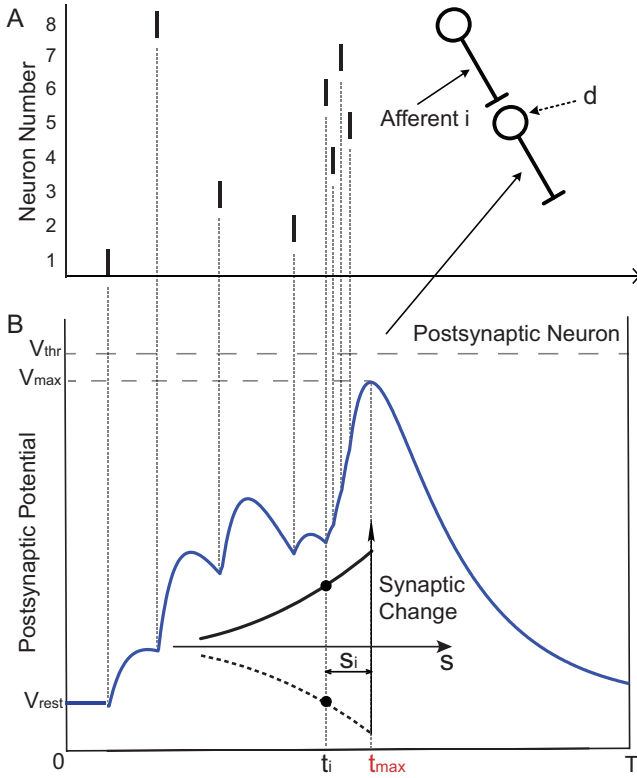 A
Neuron Number
8
7
6
5
4
3
2
1
Afferent i
d
B
Postsynaptic Neuron
Vthr
Vmax
Postsynaptic Potential
Synaptic
Change
s
si
Vrest
0
ti
tmax
T